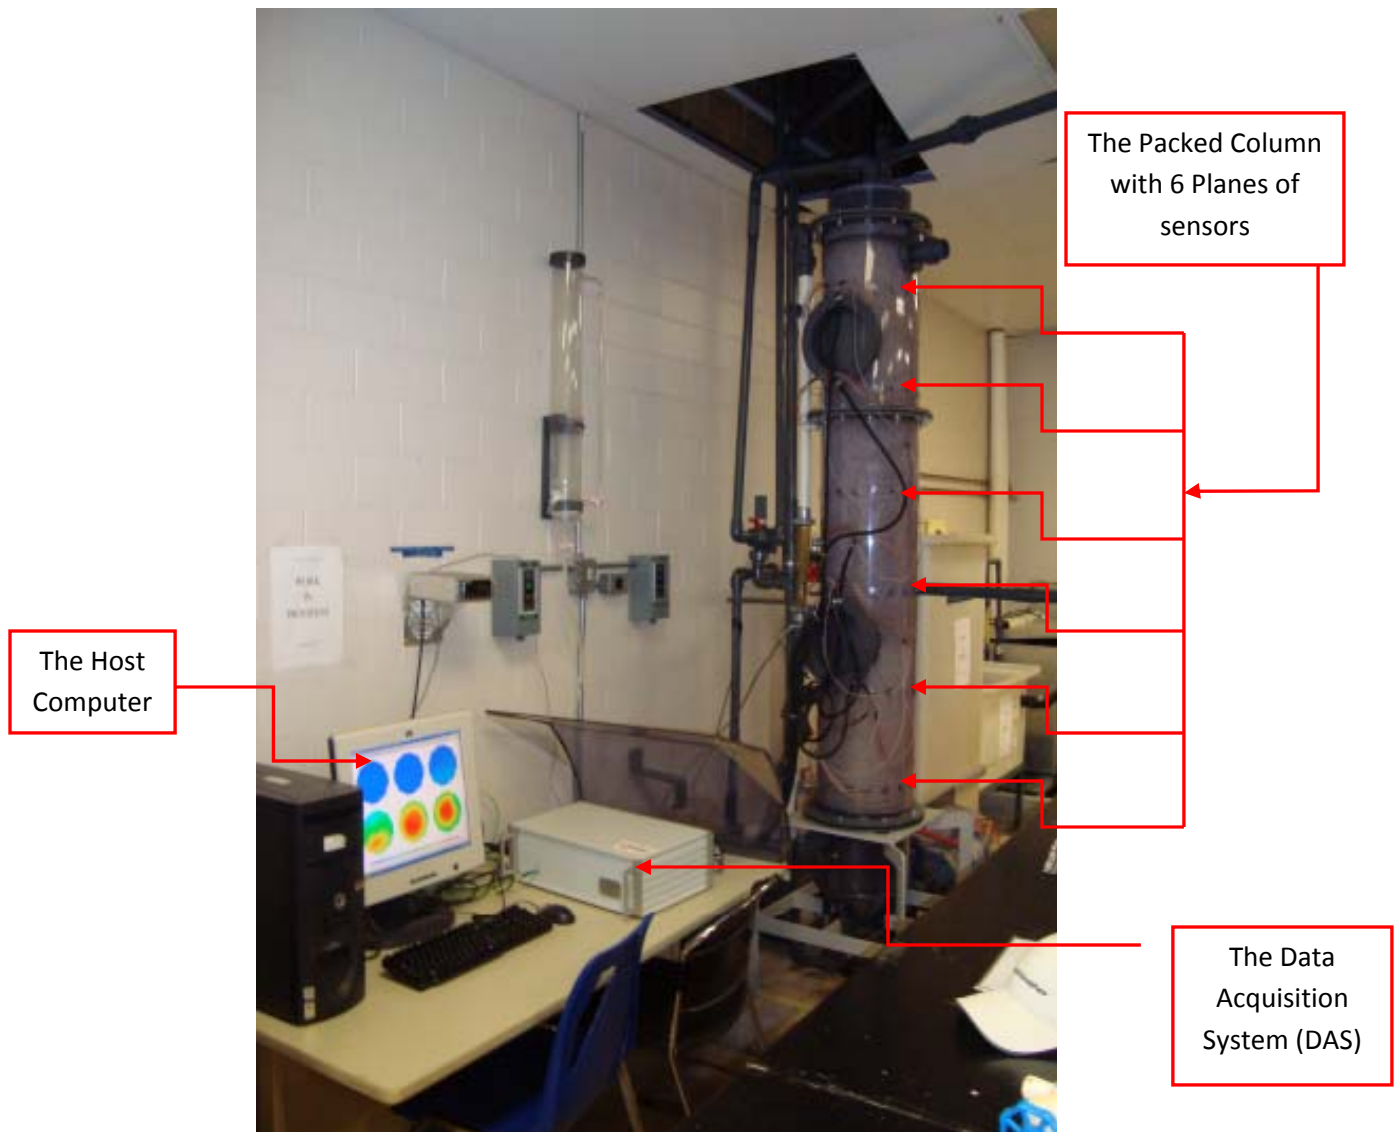 The Packed Column
with 6 Planes of
sensors
The Host
Computer
The Data
Acquisition
System (DAS)